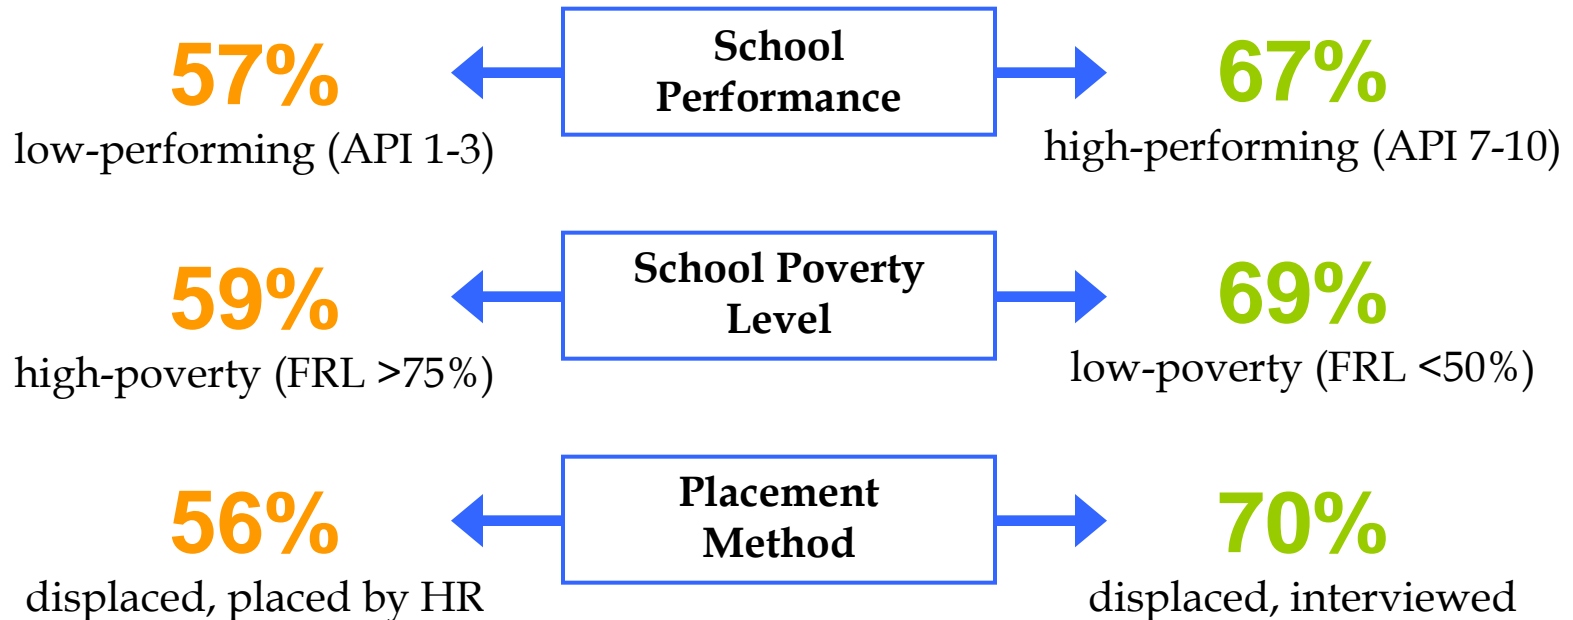 57%
low-performing (API 1-3)
School
Performance
67%
high-performing (API 7-10)
59%
high-poverty (FRL >75%)
School Poverty
Level
69%
low-poverty (FRL <50%)
56%
displaced, placed by HR
Placement
Method
70%
displaced, interviewed